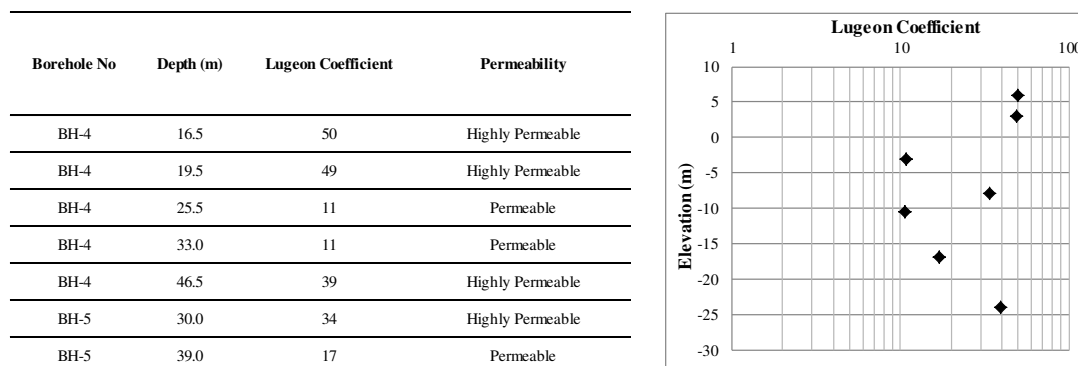 Borehole No Depth (m) Lugeon Coefficient Permeability
BH-4 16.5 50 Highly Permeable
BH-4 19.5 49 Highly Permeable
BH-4 25.5 11 Permeable
BH-4 33.0 11 Permeable
BH-4 46.5 39 Highly Permeable
BH-5 30.0 34 Highly Permeable
BH-5 39.0 17 Permeable
Lugeon Coefficient
1 10 100
10
5
0
-5
-10
-15
-20
-25
-30
Elevation (m)